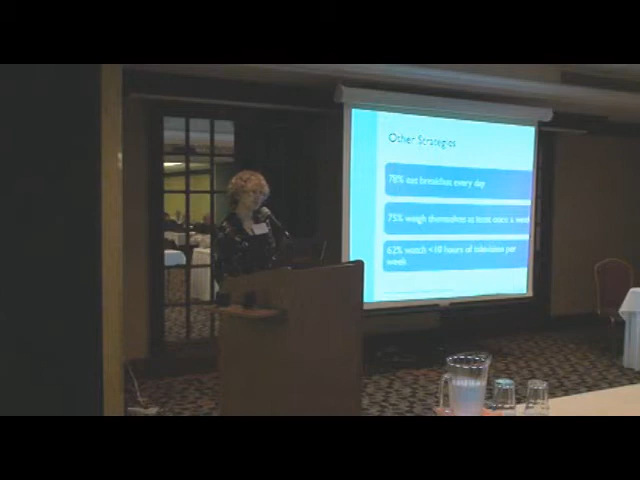 Other Strategies
78% eat breakfast every day
75% weigh themselves at least once a week
62% watch <10 hours of television per
week